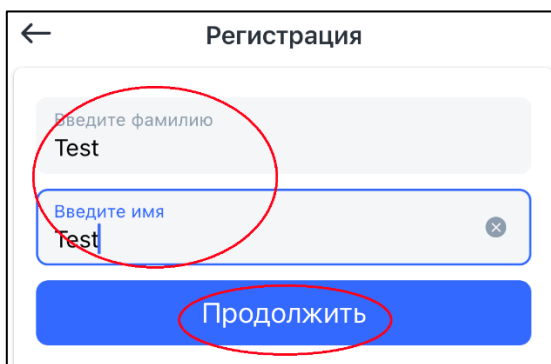 Регистрация
Введите фамилию
Test
Введите имя
Test
Продолжить